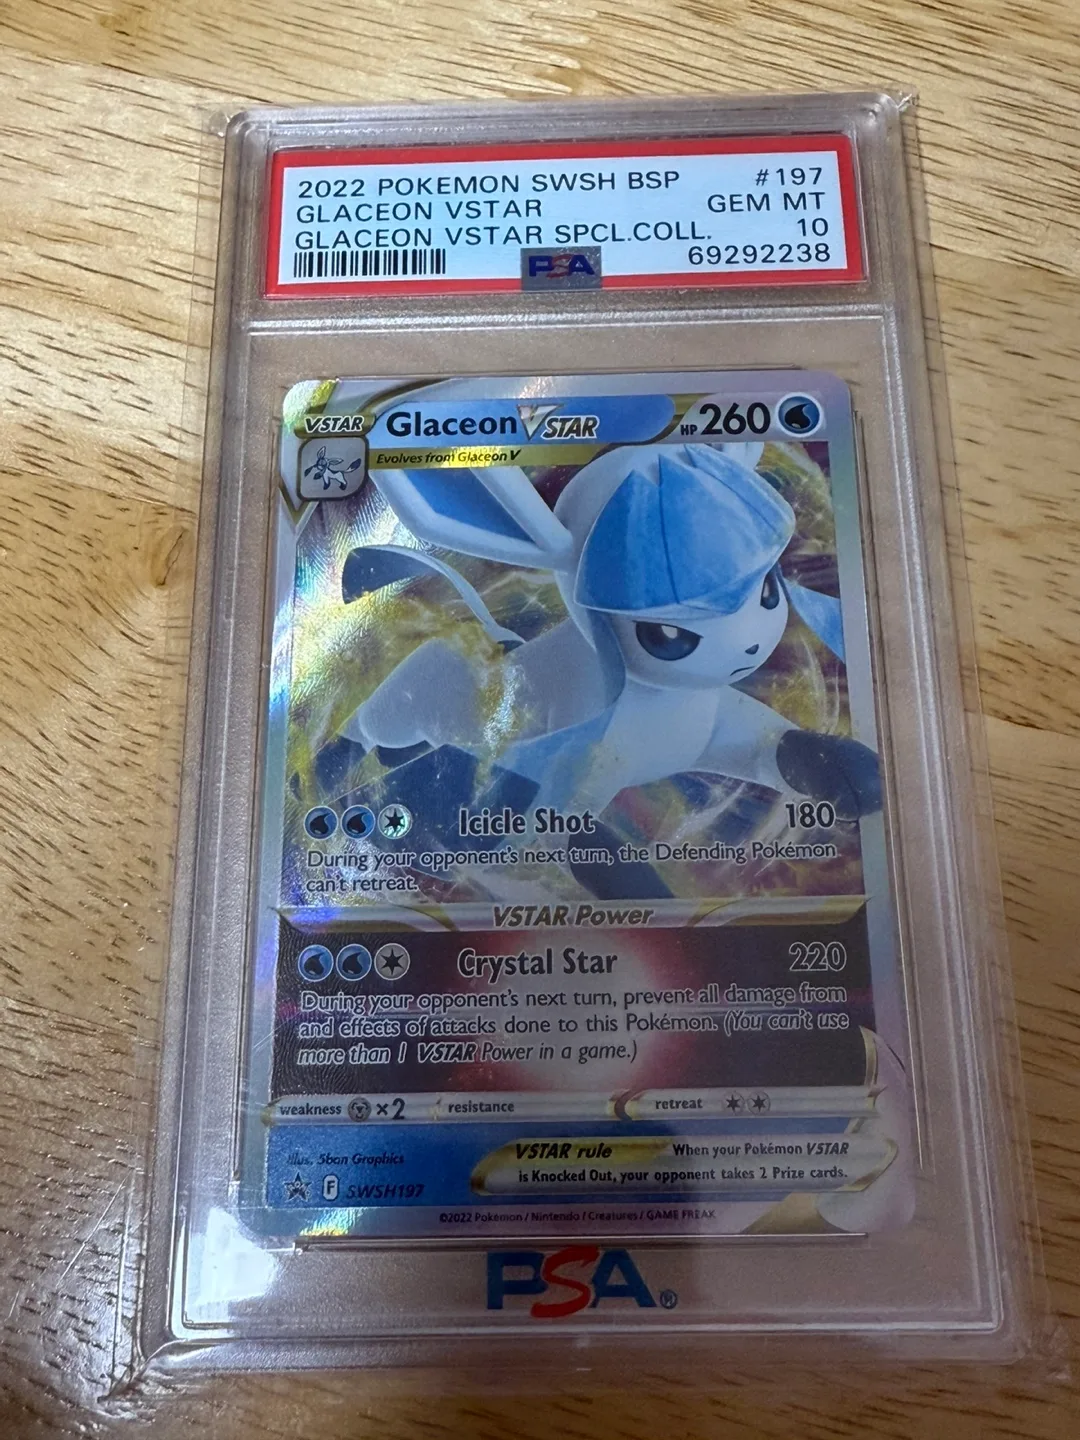 2022 POKEMON SWSH BSP #197
GLACEON VSTAR GEM MT
GLACEON VSTAR SPCL.COLL. 10
PSA 69292238
VSTAR Glaceon VSTAR HP 260
Evolves from Glaceon V
Icicle Shot 180
During your opponent's next turn, the Defending Pokémon
can't retreat.
VSTAR Power
Crystal Star 220
During your opponent's next turn, prevent all damage from
and effects of attacks done to this Pokémon. (You can't use
more than 1 VSTAR Power in a game.)
weakness ×2 resistance retreat
Illus. 5ban Graphics
VSTAR rule When your Pokémon VSTAR
is Knocked Out, your opponent takes 2 Prize cards.
F SWSH197
©2022 Pokémon / Nintendo / Creatures / GAME FREAK
PSA®